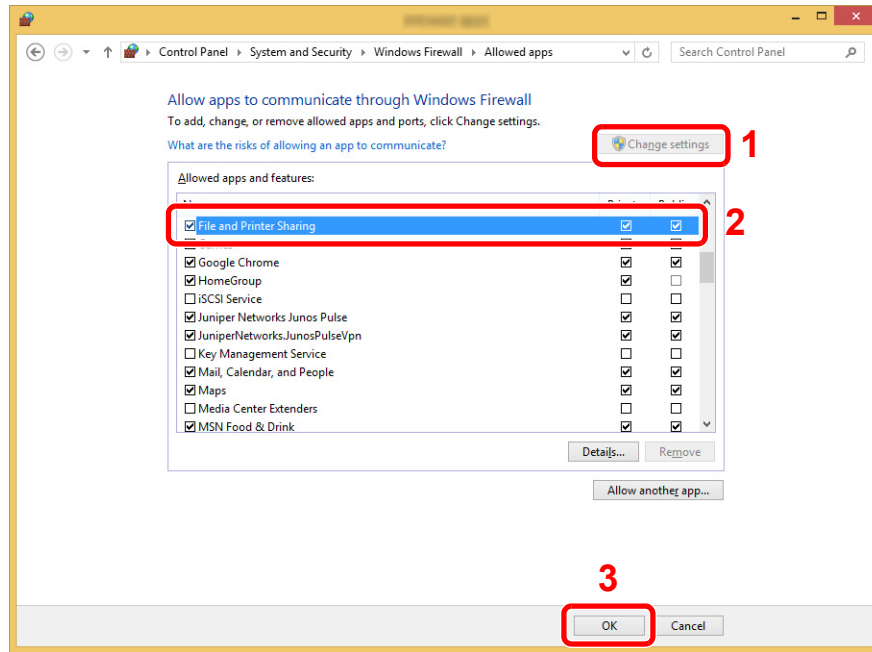 Control Panel System and Security Windows Firewall Allowed apps Search Control Panel
Allow apps to communicate through Windows Firewall
To add, change, or remove allowed apps and ports, click Change settings.
What are the risks of allowing an app to communicate? Change settings 1
Allowed apps and features:
File and Printer Sharing 2
Google Chrome
HomeGroup
iSCSI Service
Juniper Networks Junos Pulse
JuniperNetworks.JunosPulseVpn
Key Management Service
Mail, Calendar, and People
Maps
Media Center Extenders
MSN Food & Drink
Details... Remove
Allow another app...
3
OK Cancel